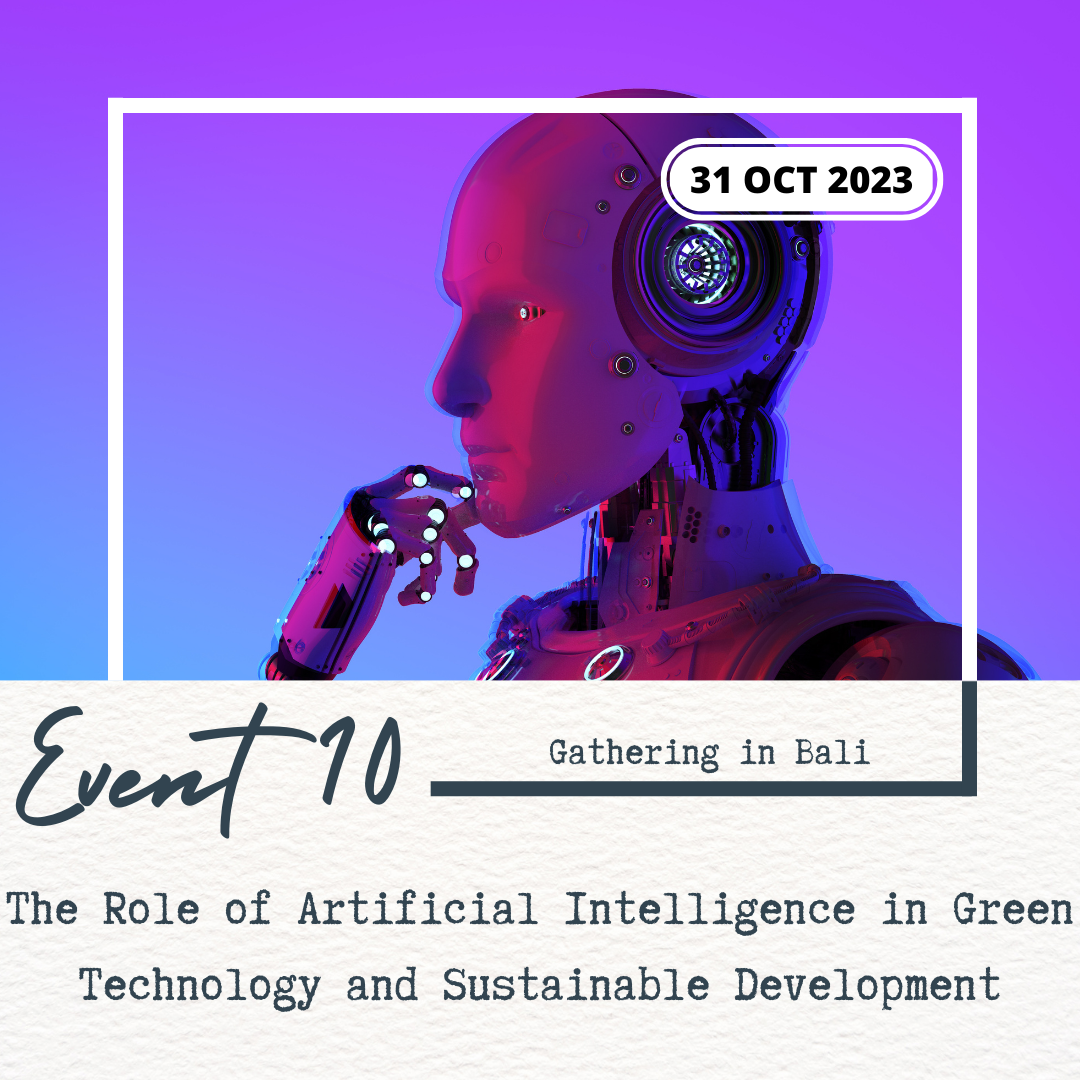 31 OCT 2023
Event 10
Gathering in Bali
The Role of Artificial Intelligence in Green
Technology and Sustainable Development